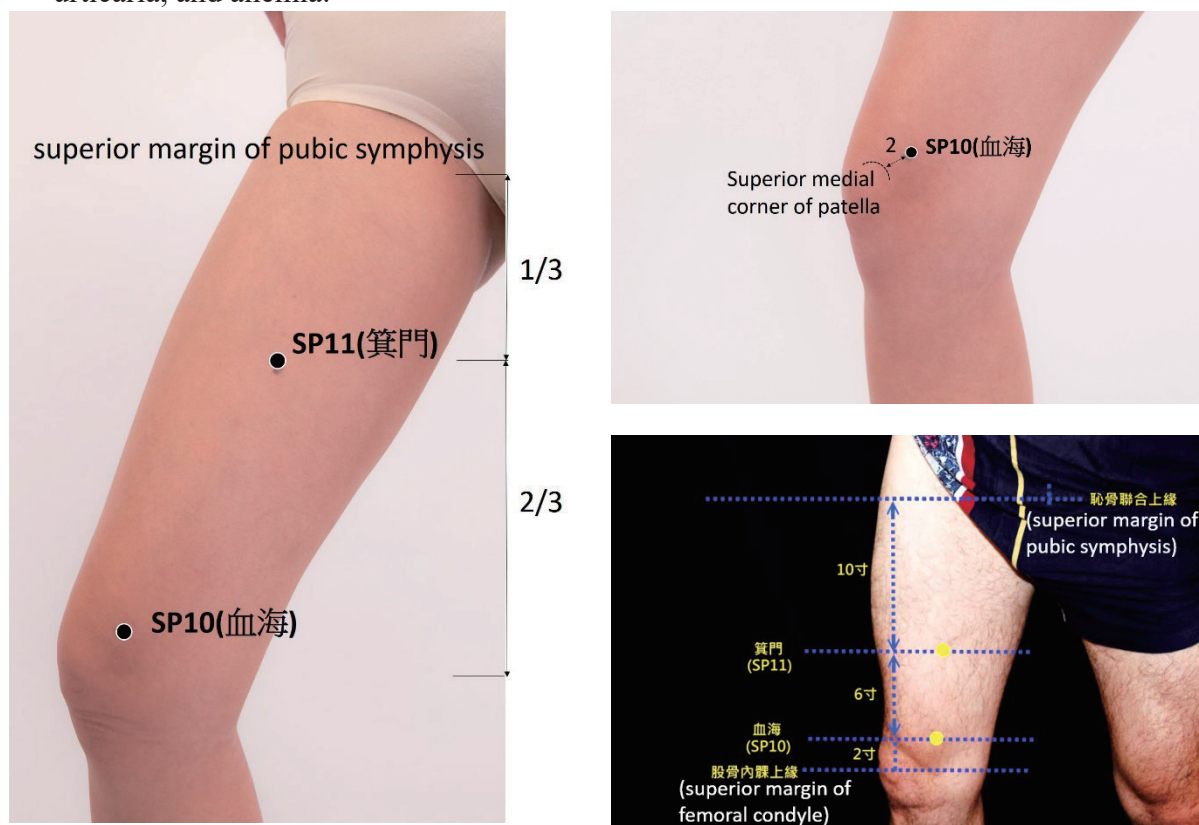 urticaria, and anemia.
superior margin of pubic symphysis
1/3
SP11(箕門)
2/3
SP10(血海)
2
SP10(血海)
Superior medial
corner of patella
恥骨聯合上緣
(superior margin of
pubic symphysis)
10寸
箕門
(SP11)
6寸
血海
(SP10)
2寸
股骨內髁上緣
(superior margin of
femoral condyle)